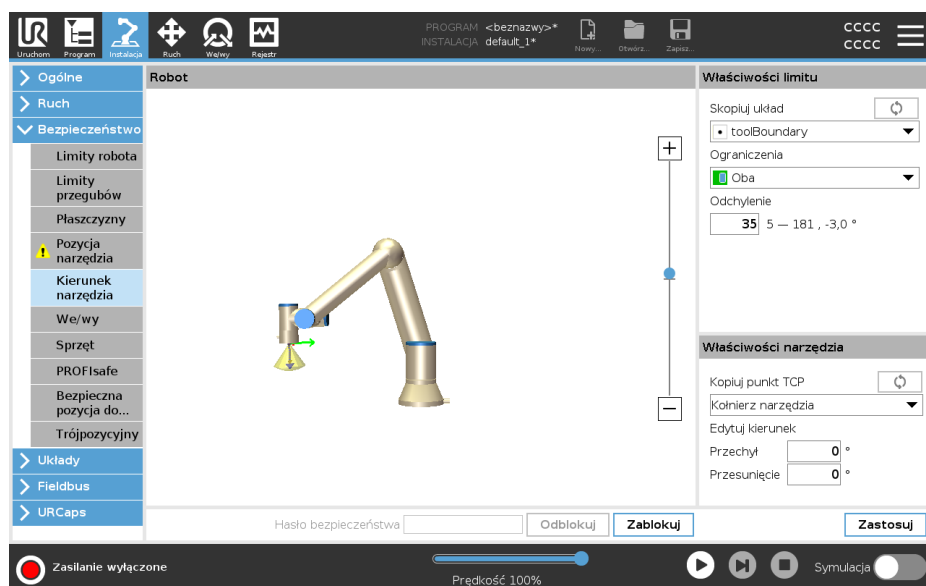 PROGRAM <beznazwy>*
INSTALACJA default_1*
CCCC
CCCC
Uruchom Program Instalacja Ruch We/wy Rejestr Nowy... Otwórz... Zapisz...
Ogólne
Ruch
Bezpieczeństwo
Limity robota
Limity
przegubów
Płaszczyzny
Pozycja
narzędzia
Kierunek
narzędzia
We/wy
Sprzęt
PROFIsafe
Bezpieczna
pozycja do...
Trójpozycyjny
Układy
Fieldbus
URCaps
Robot
Hasło bezpieczeństwa Odblokuj Zablokuj
Właściwości limitu
Skopiuj układ
toolBoundary
Ograniczenia
Oba
Odchylenie
35 5 — 181 , -3,0 °
Właściwości narzędzia
Kopiuj punkt TCP
Kołnierz narzędzia
Edytuj kierunek
Przechył 0 °
Przesunięcie 0 °
Zastosuj
Zasilanie wyłączone
Prędkość 100%
Symulacja